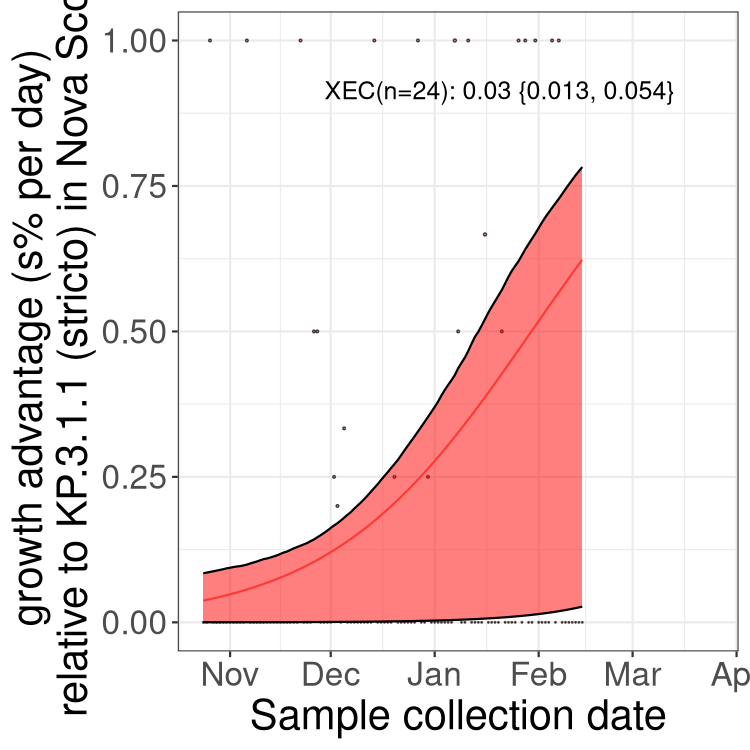 growth advantage (s% per day)
relative to KP.3.1.1 (stricto) in Nova Sco
1.00
0.75
0.50
0.25
0.00
XEC(n=24): 0.03 {0.013, 0.054}
Nov Dec Jan Feb Mar Ap
Sample collection date